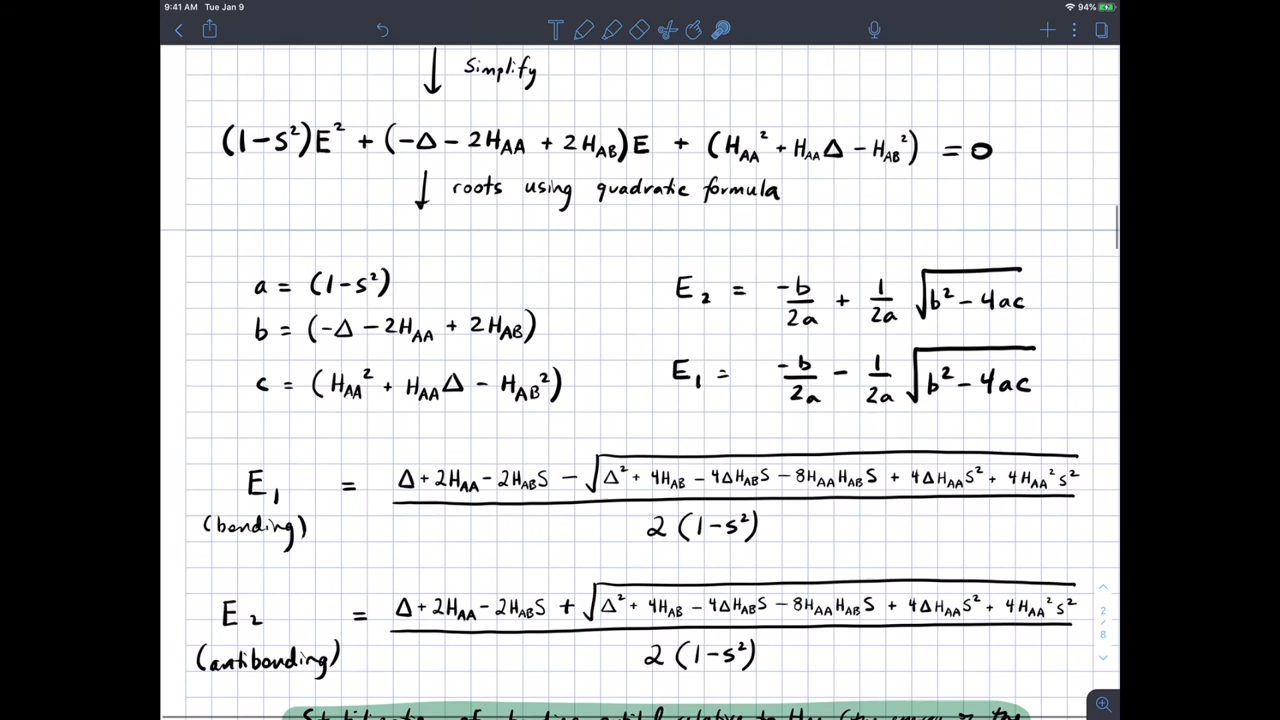 9:41 AM Tue Jan 9
94%
↓ Simplify
(1-s²)E² + (-Δ - 2H_AA + 2H_AB)E + (H_AA² + H_AA Δ - H_AB²) = 0
↓ roots using quadratic formula
a = (1-s²)
b = (-Δ - 2H_AA + 2H_AB)
c = (H_AA² + H_AA Δ - H_AB²)
E₂ = -b/2a + 1/2a √(b² - 4ac)
E₁ = -b/2a - 1/2a √(b² - 4ac)
E₁ = (Δ + 2H_AA - 2H_AB S - √(Δ² + 4H_AB - 4ΔH_AB S - 8H_AA H_AB S + 4ΔH_AA S² + 4H_AA² S²)) / 2(1-s²)
(bonding)
E₂ = (Δ + 2H_AA - 2H_AB S + √(Δ² + 4H_AB - 4ΔH_AB S - 8H_AA H_AB S + 4ΔH_AA S² + 4H_AA² S²)) / 2(1-s²)
(antibonding)
2/8